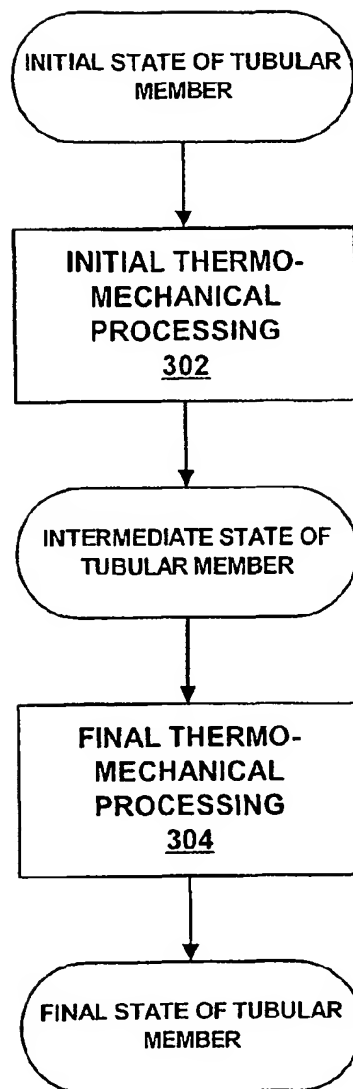 INITIAL STATE OF TUBULAR
MEMBER
INITIAL THERMO-
MECHANICAL
PROCESSING
302
INTERMEDIATE STATE OF
TUBULAR MEMBER
FINAL THERMO-
MECHANICAL
PROCESSING
304
FINAL STATE OF TUBULAR
MEMBER